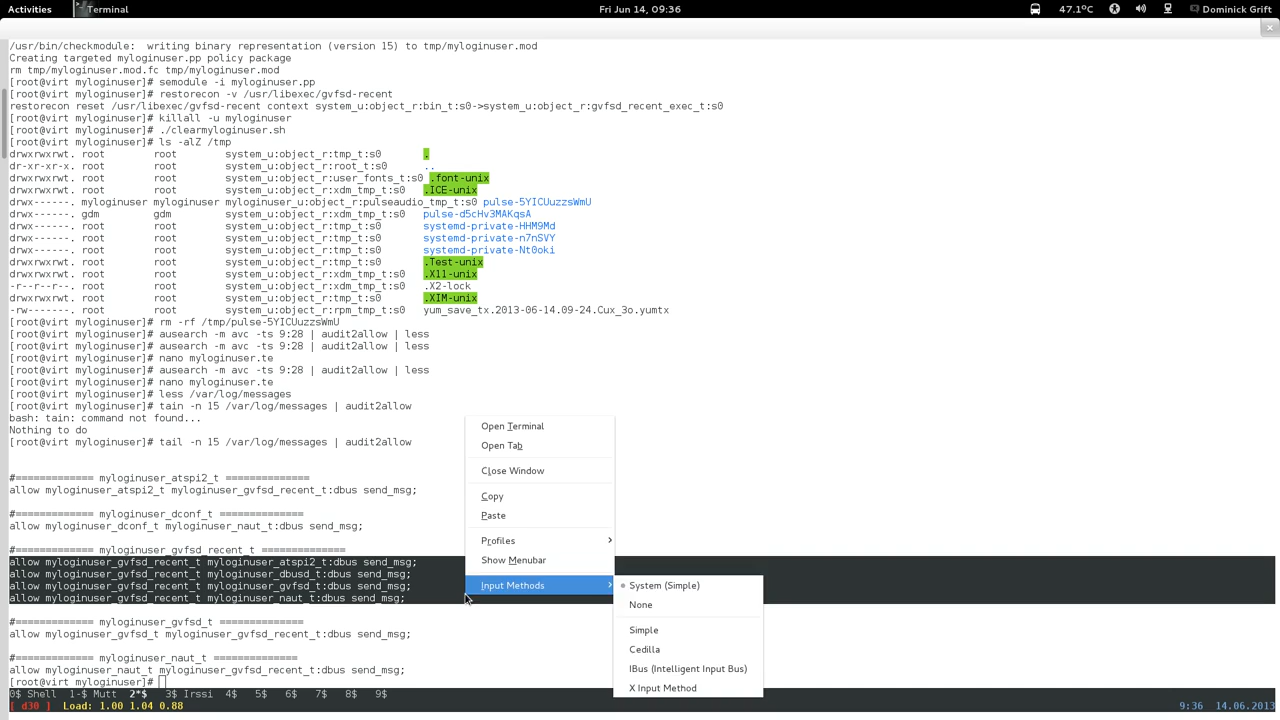 Activities Terminal Fri Jun 14, 09:36 47.1°C Dominick Grift
/usr/bin/checkmodule:  writing binary representation (version 15) to tmp/myloginuser.mod
Creating targeted myloginuser.pp policy package
rm tmp/myloginuser.mod.fc tmp/myloginuser.mod
[root@virt myloginuser]# semodule -i myloginuser.pp
[root@virt myloginuser]# restorecon -v /usr/libexec/gvfsd-recent
restorecon reset /usr/libexec/gvfsd-recent context system_u:object_r:bin_t:s0->system_u:object_r:gvfsd_recent_exec_t:s0
[root@virt myloginuser]# killall -u myloginuser
[root@virt myloginuser]# ./clearmyloginuser.sh
[root@virt myloginuser]# ls -alZ /tmp
drwxrwxrwt. root root system_u:object_r:tmp_t:s0 .
dr-xr-xr-x. root root system_u:object_r:root_t:s0 ..
drwxrwxrwt. root root system_u:object_r:user_fonts_t:s0 .font-unix
drwxrwxrwt. root root system_u:object_r:xdm_tmp_t:s0 .ICE-unix
drwx------. myloginuser myloginuser myloginuser_u:object_r:pulseaudio_tmp_t:s0 pulse-5YICUuzzsWmU
drwx------. gdm gdm system_u:object_r:xdm_tmp_t:s0 pulse-d5cHv3MAKqsA
drwx------. root root system_u:object_r:tmp_t:s0 systemd-private-HHM9Md
drwx------. root root system_u:object_r:tmp_t:s0 systemd-private-n7nSVY
drwx------. root root system_u:object_r:tmp_t:s0 systemd-private-Nt0oki
drwxrwxrwt. root root system_u:object_r:tmp_t:s0 .Test-unix
drwxrwxrwt. root root system_u:object_r:xdm_tmp_t:s0 .X11-unix
-r--r--r--. root root system_u:object_r:xdm_tmp_t:s0 .X2-lock
drwxrwxrwt. root root system_u:object_r:tmp_t:s0 .XIM-unix
-rw-------. root root system_u:object_r:rpm_tmp_t:s0 yum_save_tx.2013-06-14.09-24.Cux_3o.yumtx
[root@virt myloginuser]# rm -rf /tmp/pulse-5YICUuzzsWmU
[root@virt myloginuser]# ausearch -m avc -ts 9:28 | audit2allow | less
[root@virt myloginuser]# ausearch -m avc -ts 9:28 | audit2allow | less
[root@virt myloginuser]# nano myloginuser.te
[root@virt myloginuser]# ausearch -m avc -ts 9:28 | audit2allow | less
[root@virt myloginuser]# nano myloginuser.te
[root@virt myloginuser]# less /var/log/messages
[root@virt myloginuser]# tain -n 15 /var/log/messages | audit2allow
bash: tain: command not found...
Nothing to do
[root@virt myloginuser]# tail -n 15 /var/log/messages | audit2allow
#============= myloginuser_atspi2_t ==============
allow myloginuser_atspi2_t myloginuser_gvfsd_recent_t:dbus send_msg;
#============= myloginuser_dconf_t ==============
allow myloginuser_dconf_t myloginuser_naut_t:dbus send_msg;
#============= myloginuser_gvfsd_recent_t ==============
allow myloginuser_gvfsd_recent_t myloginuser_atspi2_t:dbus send_msg;
allow myloginuser_gvfsd_recent_t myloginuser_dbusd_t:dbus send_msg;
allow myloginuser_gvfsd_recent_t myloginuser_gvfsd_t:dbus send_msg;
allow myloginuser_gvfsd_recent_t myloginuser_naut_t:dbus send_msg;
#============= myloginuser_gvfsd_t ==============
allow myloginuser_gvfsd_t myloginuser_gvfsd_recent_t:dbus send_msg;
#============= myloginuser_naut_t ==============
allow myloginuser_naut_t myloginuser_gvfsd_recent_t:dbus send_msg;
[root@virt myloginuser]#
Open Terminal
Open Tab
Close Window
Copy
Paste
Profiles
Show Menubar
Input Methods
System (Simple)
None
Simple
Cedilla
IBus (Intelligent Input Bus)
X Input Method
0$ Shell  1-$ Mutt  2*$  3$ Irssi  4$  5$  6$  7$  8$  9$
[ d30 ]  Load: 1.00 1.04 0.88 9:36  14.06.2013